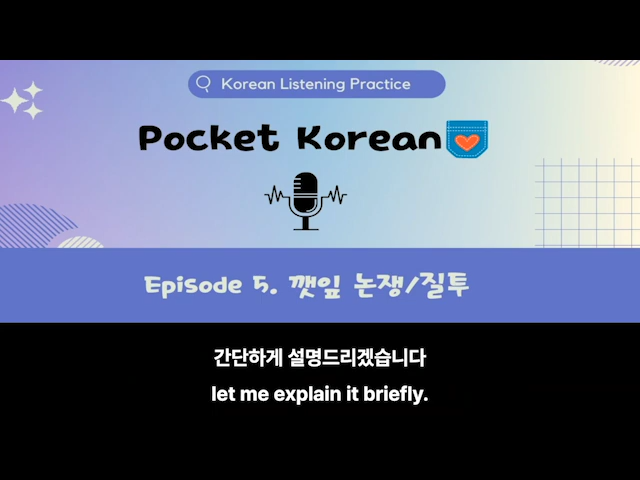 Korean Listening Practice
Pocket Korean
Episode 5. 깻잎 논쟁/질투
간단하게 설명드리겠습니다
let me explain it briefly.